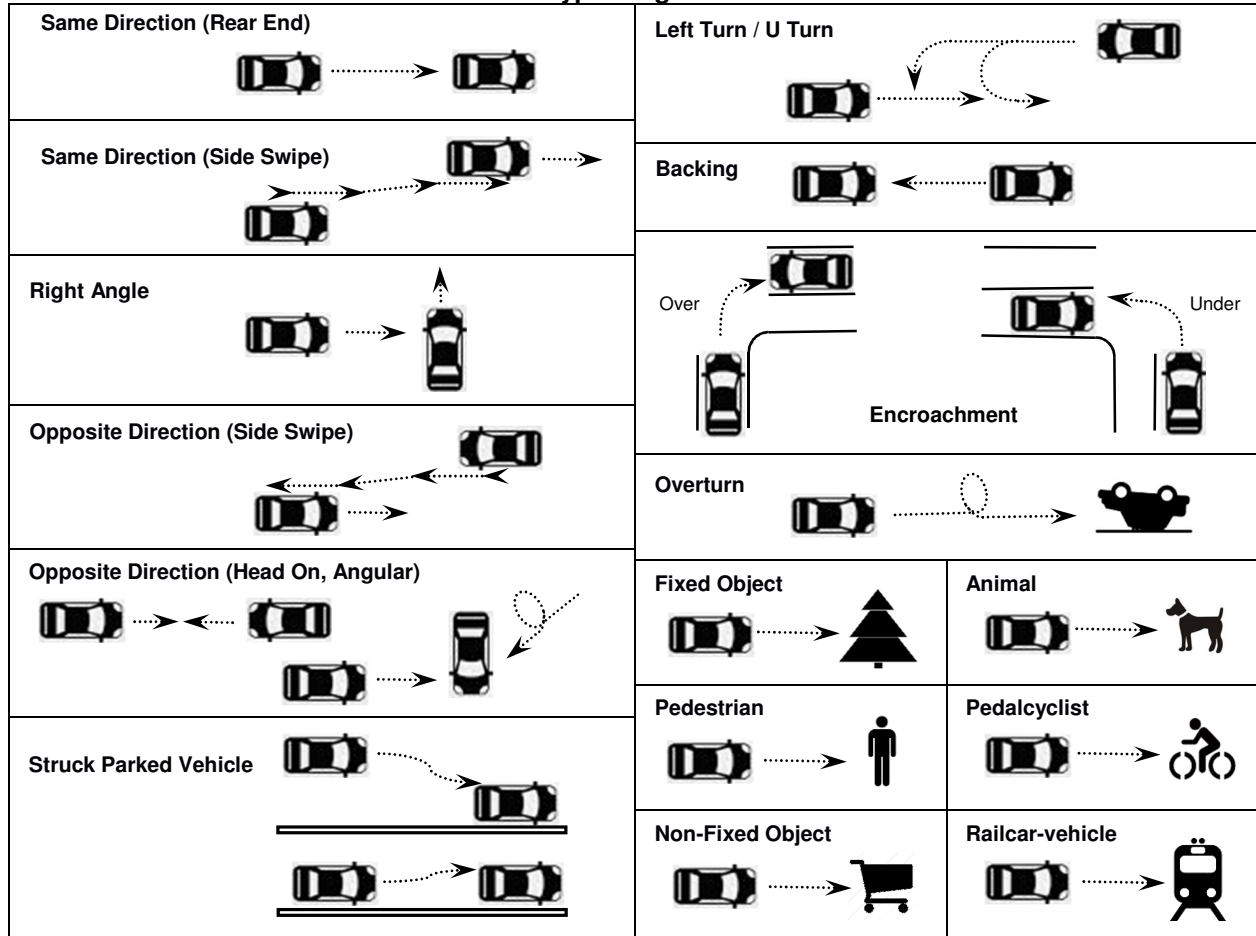 Same Direction (Rear End)
Same Direction (Side Swipe)
Right Angle
Opposite Direction (Side Swipe)
Opposite Direction (Head On, Angular)
Struck Parked Vehicle
Left Turn / U Turn
Backing
Over
Under
Encroachment
Overturn
Fixed Object
Animal
Pedestrian
Pedalcyclist
Non-Fixed Object
Railcar-vehicle